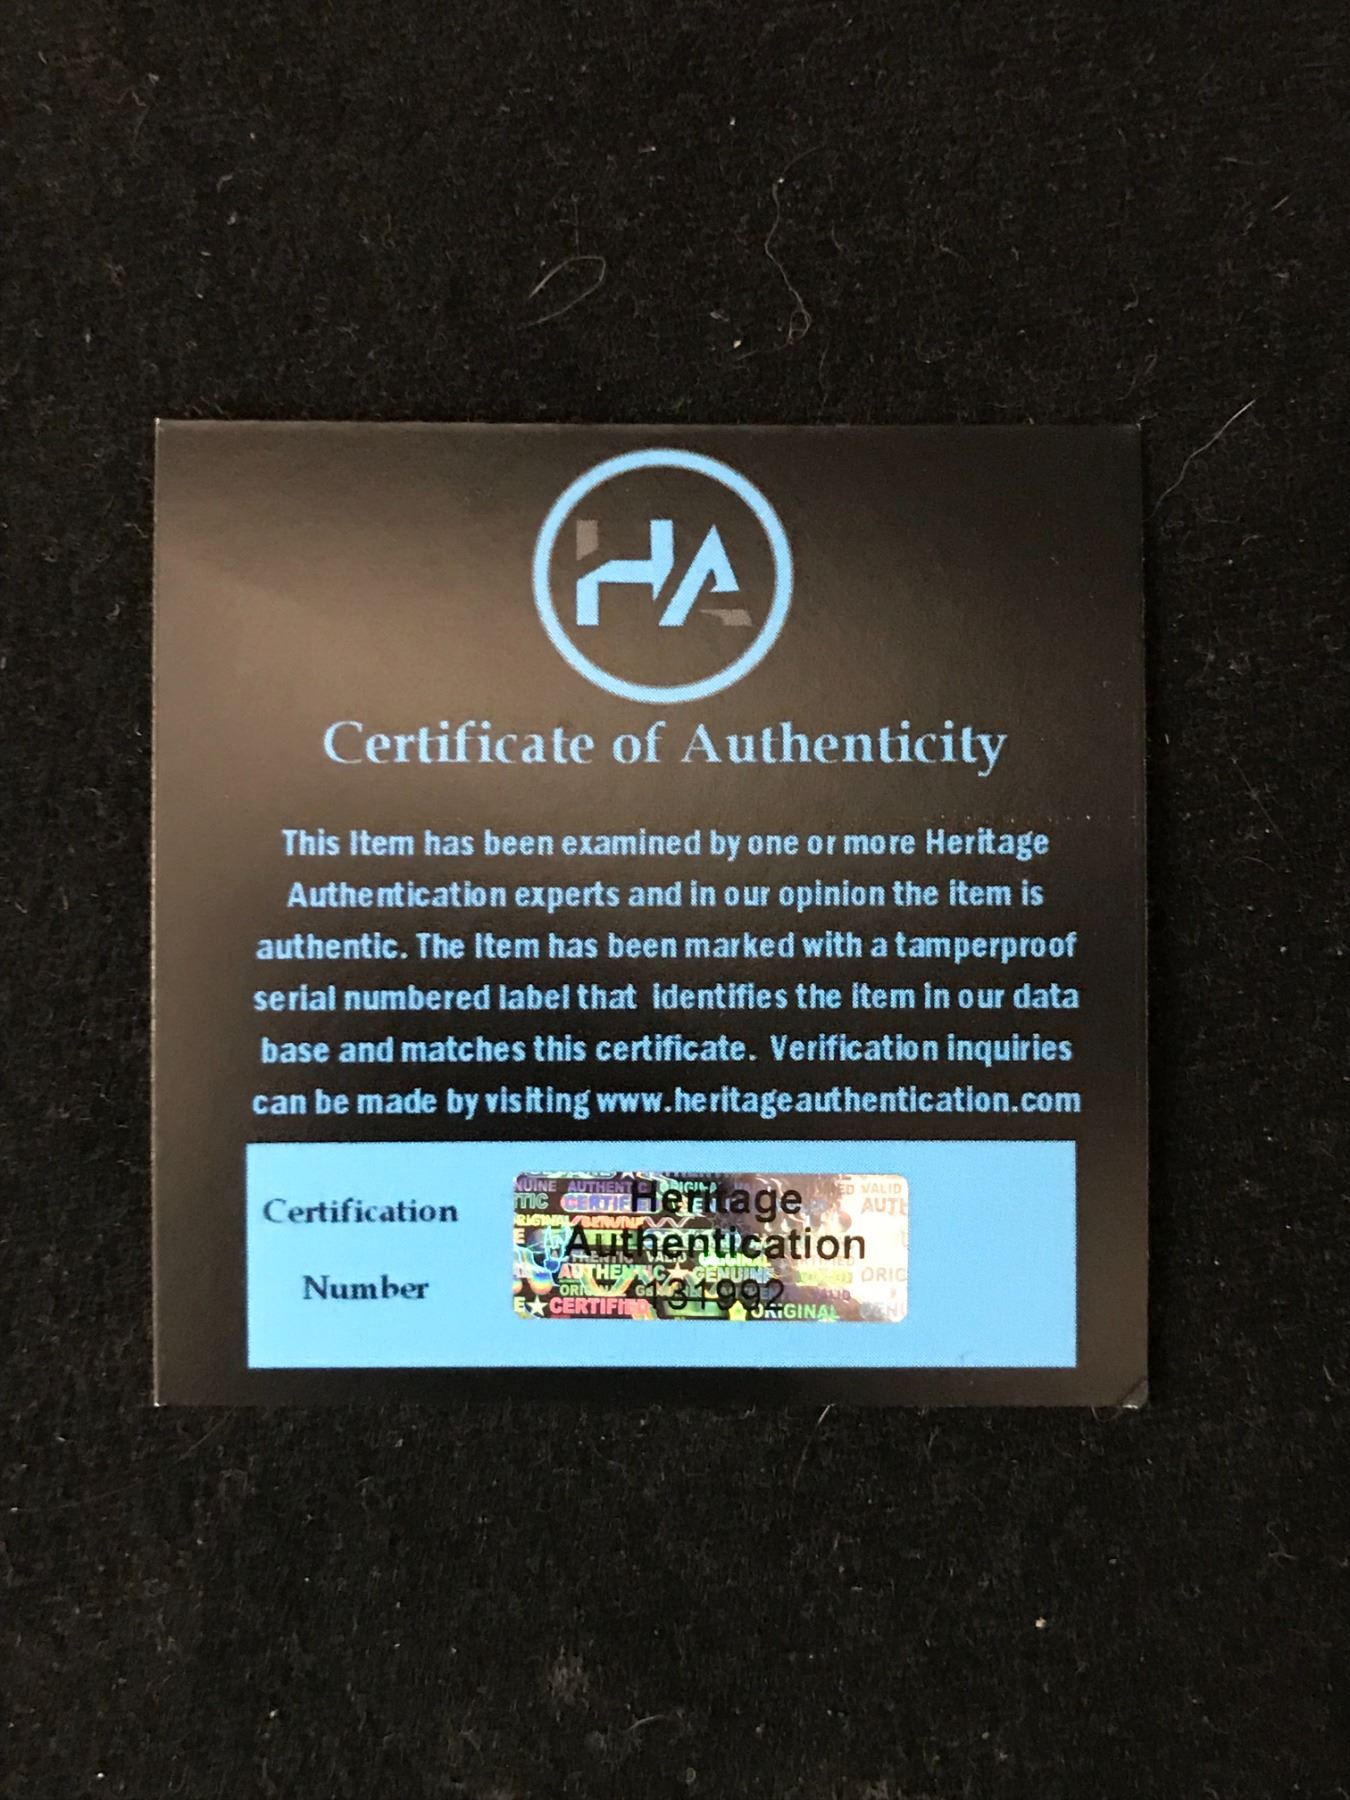 HA
Certificate of Authenticity
This Item has been examined by one or more Heritage
Authentication experts and in our opinion the item is
authentic. The Item has been marked with a tamperproof
serial numbered label that identifies the item in our data
base and matches this certificate. Verification inquiries
can be made by visiting www.heritageauthentication.com
Certification
Number
Heritage
Authentication
131992